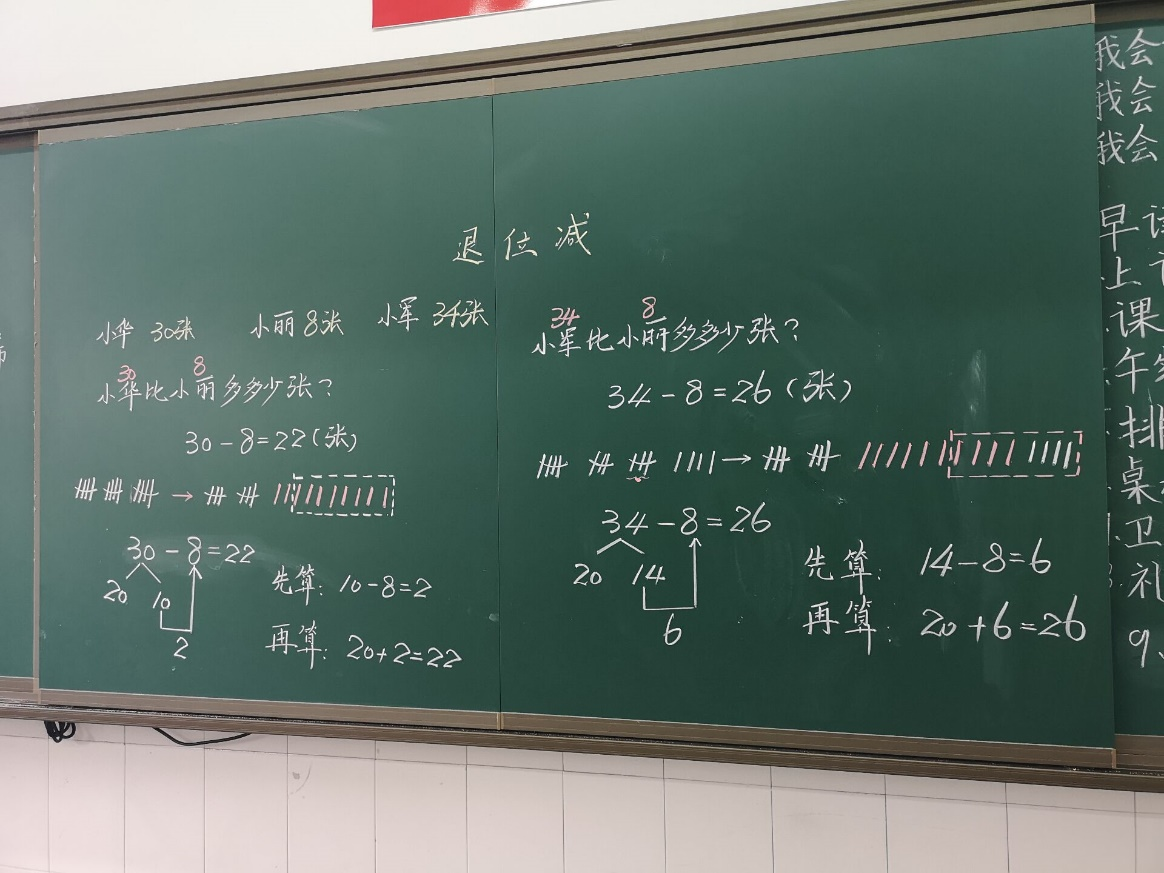 退位减
小华 30张 小丽 8张 小军 34张
30 8
小华比小丽多多少张？
30-8=22(张)
→
30-8=22
20 10
2
先算：10-8=2
再算：20+2=22
34 8
小军比小丽多多少张？
34-8=26(张)
→
34-8=26
20 14
6
先算：14-8=6
再算：20+6=26
我会
我会
我会
早读
上
课
午
排
桌
卫
礼
9、